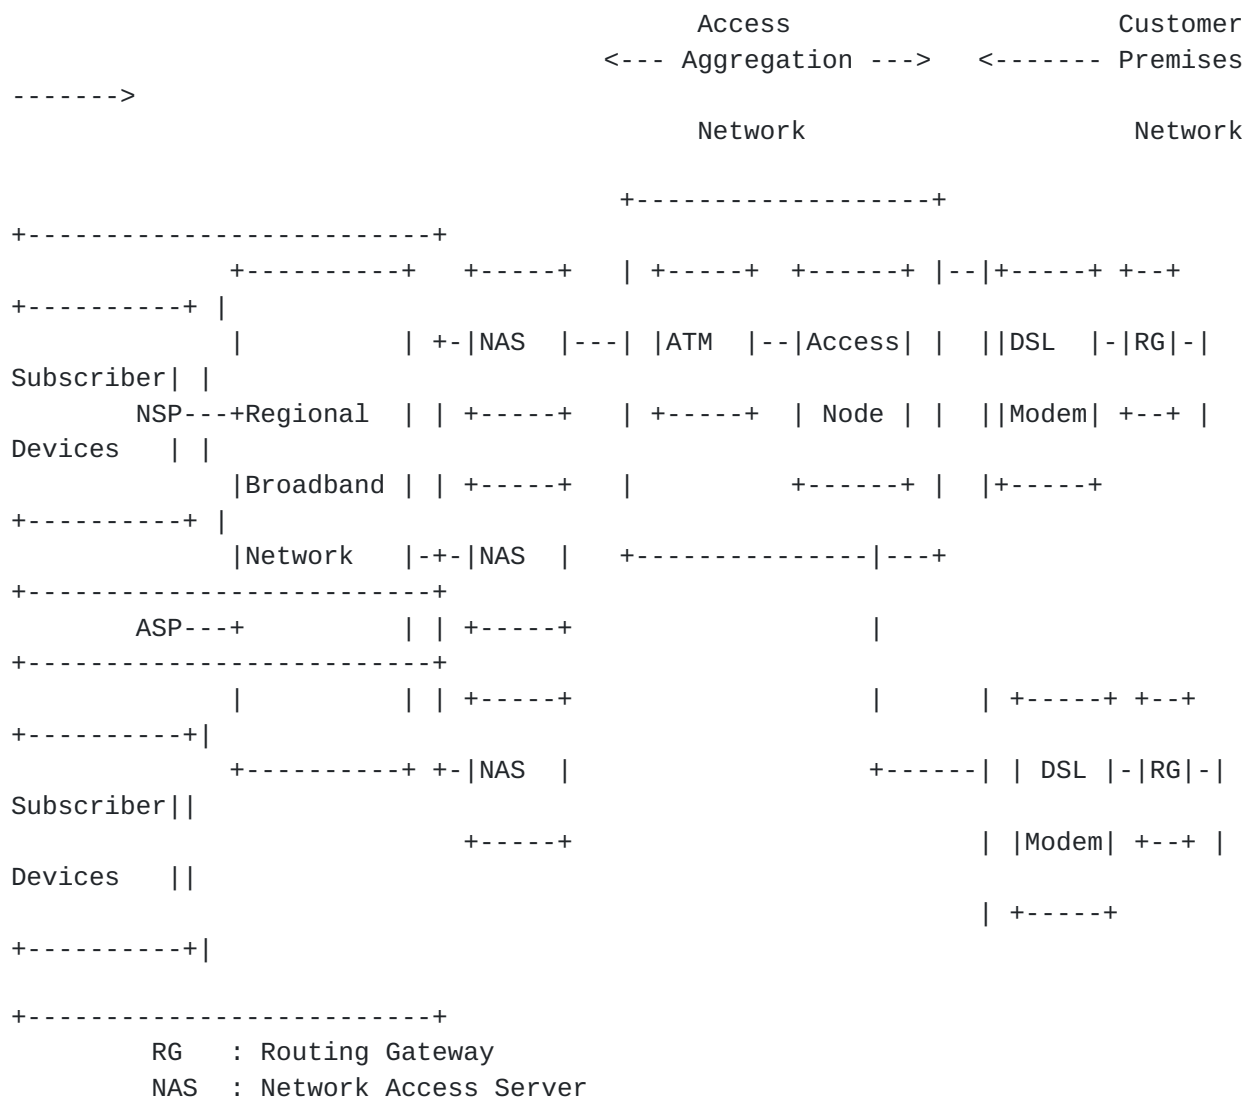 Access                     Customer
                                      <--- Aggregation --->   <------- Premises
------->
                                            Network                     Network

                                       +-------------------+
+--------------------------+
              +----------+   +-----+   | +-----+  +------+ |--|+-----+ +--+
+----------+ |
              |          | +-|NAS  |---| |ATM  |--|Access| |  ||DSL  |-|RG|-|
Subscriber| |
        NSP---+Regional  | | +-----+   | +-----+  | Node | |  ||Modem| +--+ |
Devices   | |
              |Broadband | | +-----+   |          +------+ |  |+-----+
+----------+ |
              |Network   |-+-|NAS  |   +---------------|---+
+--------------------------+
        ASP---+          | | +-----+                   |
+--------------------------+
              |          | | +-----+                   |      | +-----+ +--+
+----------+|
              +----------+ +-|NAS  |                   +------| | DSL |-|RG|-|
Subscriber||
                             +-----+                          | |Modem| +--+ |
Devices   ||
                                                              | +-----+
+----------+|

+--------------------------+
         RG   : Routing Gateway
         NAS  : Network Access Server